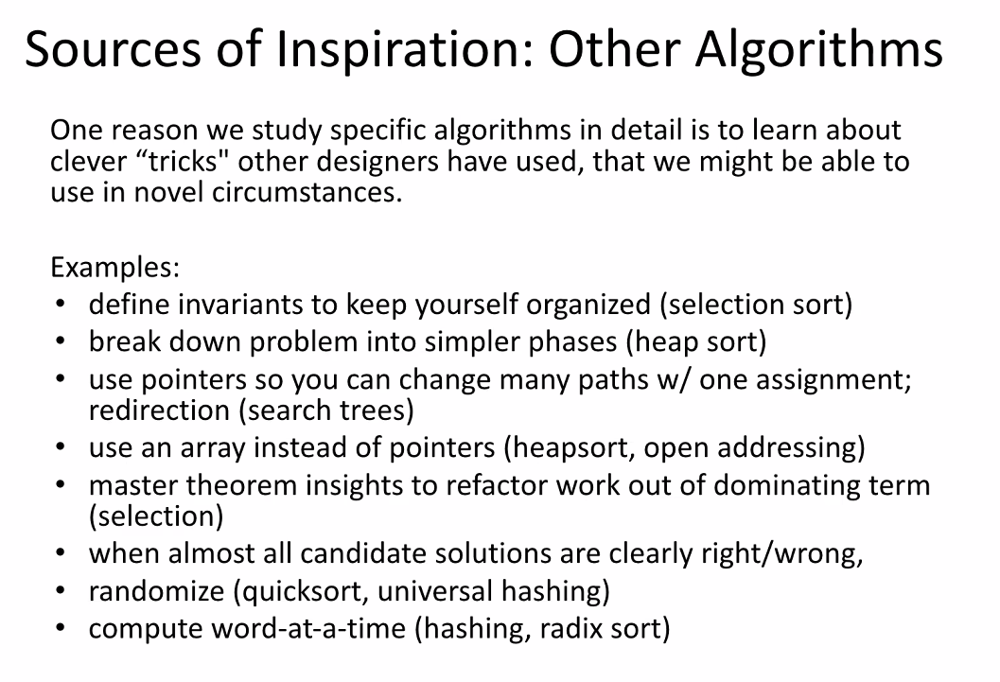 Sources of Inspiration: Other Algorithms
One reason we study specific algorithms in detail is to learn about
clever “tricks" other designers have used, that we might be able to
use in novel circumstances.
Examples:
• define invariants to keep yourself organized (selection sort)
• break down problem into simpler phases (heap sort)
• use pointers so you can change many paths w/ one assignment;
redirection (search trees)
• use an array instead of pointers (heapsort, open addressing)
• master theorem insights to refactor work out of dominating term
(selection)
• when almost all candidate solutions are clearly right/wrong,
• randomize (quicksort, universal hashing)
• compute word-at-a-time (hashing, radix sort)